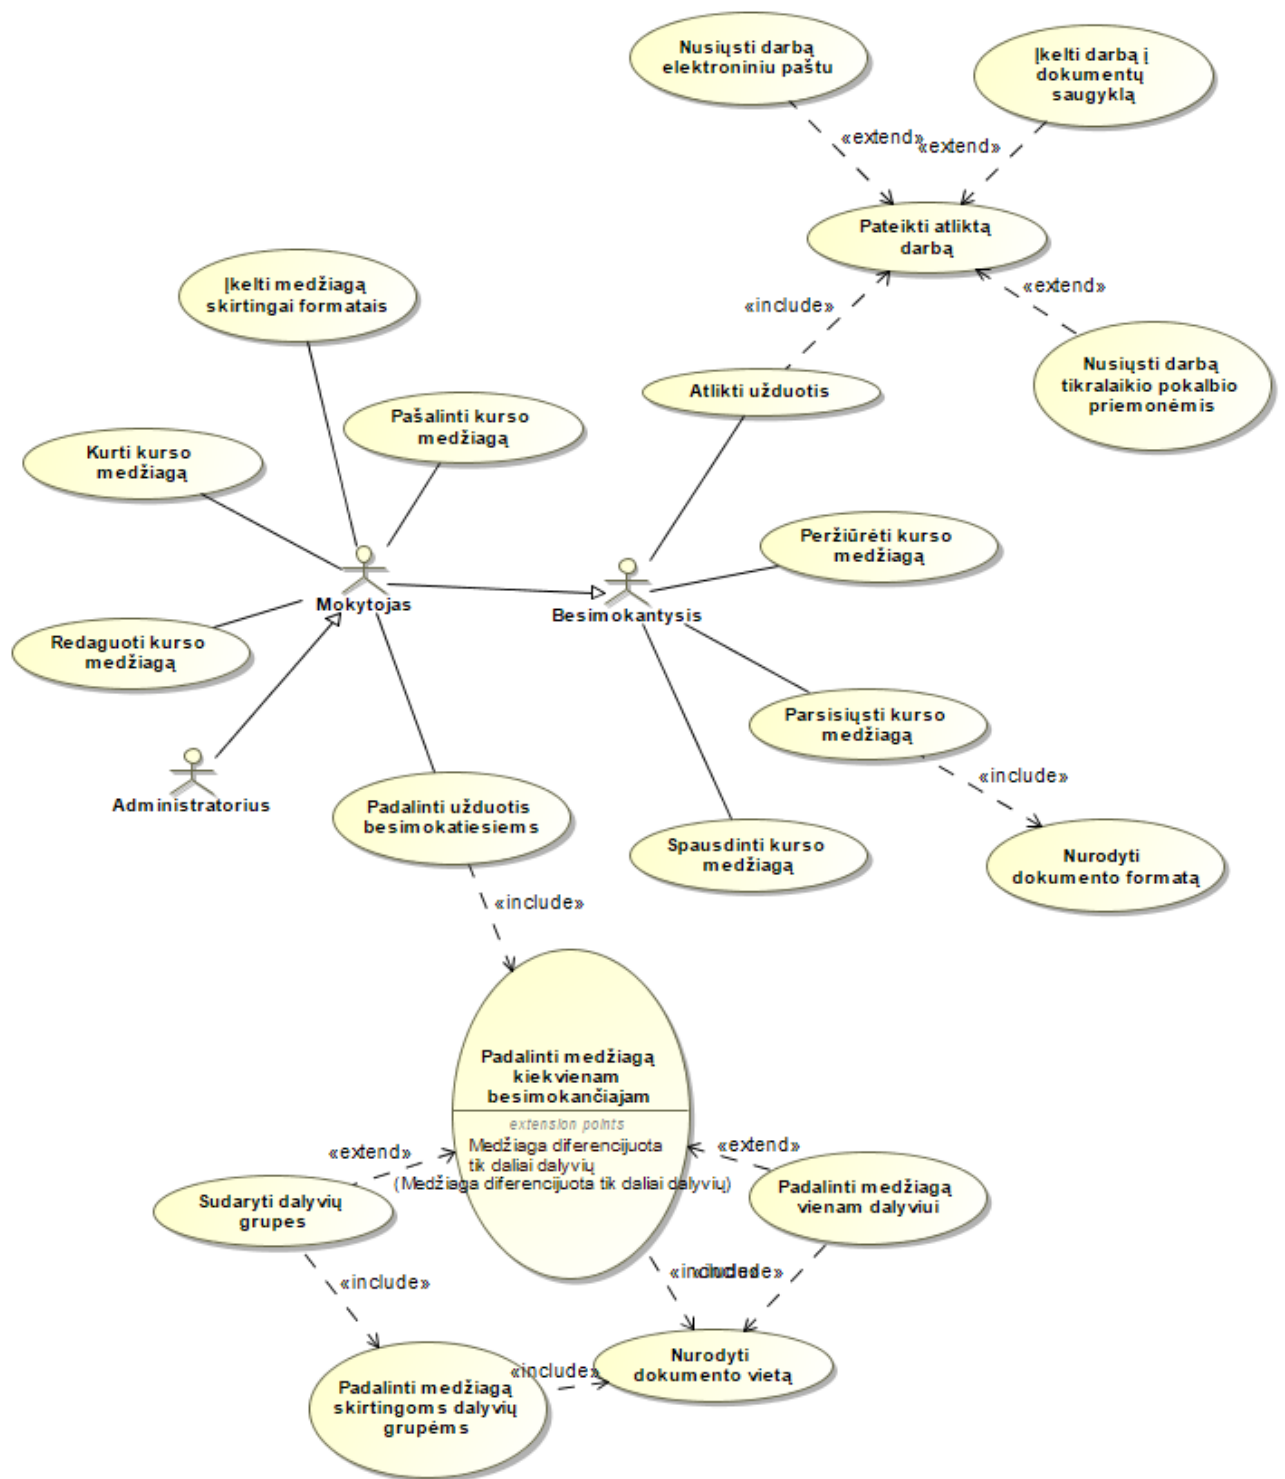 Nusiųsti darbą
elektroniniu paštu
Įkelti darbą į
dokumentų
saugyklą
«extend»
«extend»
Pateikti atliktą
darbą
Įkelti medžiagą
skirtingai formatais
«include»
«extend»
Nusiųsti darbą
tikralaikio pokalbio
priemonėmis
Atlikti užduotis
Pašalinti kurso
medžiagą
Kurti kurso
medžiagą
Peržiūrėti kurso
medžiagą
Mokytojas
Besimokantysis
Redaguoti kurso
medžiagą
Parsisiųsti kurso
medžiagą
«include»
Administratorius
Padalinti užduotis
besimokatiesiems
Spausdinti kurso
medžiagą
Nurodyti
dokumento formatą
«include»
Padalinti medžiagą
kiekvienam
besimokančiajam
extension points
Medžiaga diferencijuota
tik daliai dalyvių
(Medžiaga diferencijuota tik daliai dalyvių)
«extend»
«extend»
Sudaryti dalyvių
grupes
Padalinti medžiagą
vienam dalyviui
«include»
«include»
«include»
Nurodyti
dokumento vietą
«include»
Padalinti medžiagą
skirtingoms dalyvių
grupėms